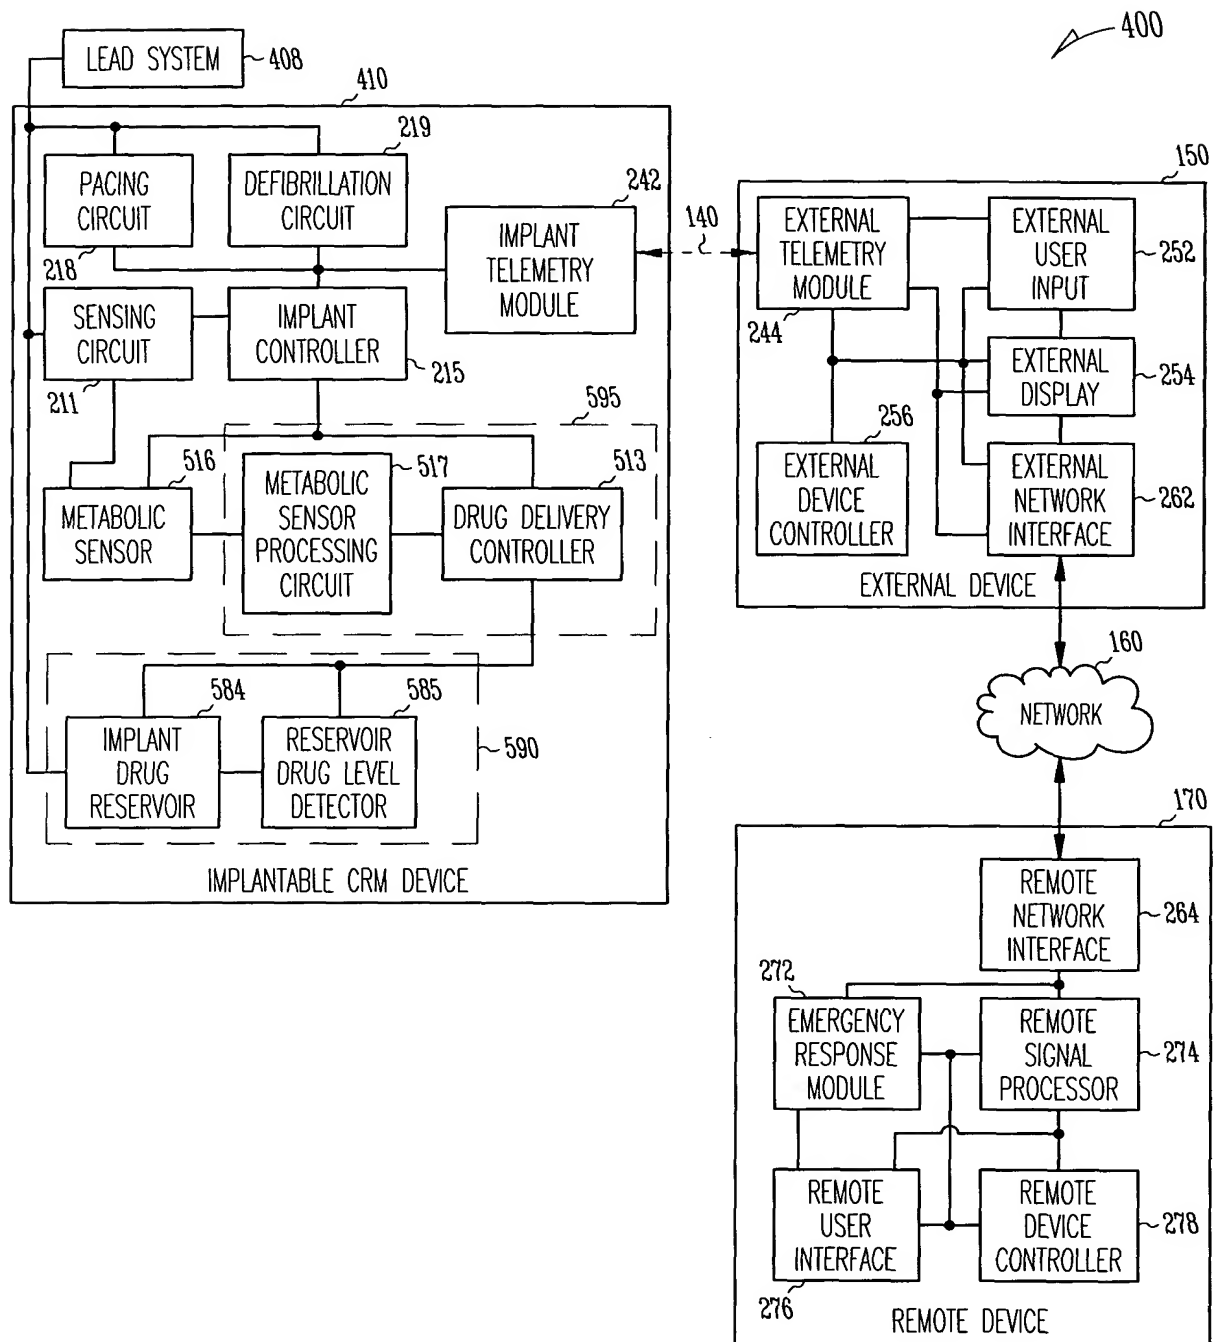 400
LEAD SYSTEM
408
410
PACING
CIRCUIT
218
DEFIBRILLATION
CIRCUIT
219
IMPLANT
TELEMETRY
MODULE
242
SENSING
CIRCUIT
211
IMPLANT
CONTROLLER
215
595
METABOLIC
SENSOR
516
METABOLIC
SENSOR
PROCESSING
CIRCUIT
517
DRUG DELIVERY
CONTROLLER
513
IMPLANT
DRUG
RESERVOIR
584
RESERVOIR
DRUG LEVEL
DETECTOR
585
590
IMPLANTABLE CRM DEVICE
140
150
EXTERNAL
TELEMETRY
MODULE
244
EXTERNAL
USER
INPUT
252
EXTERNAL
DISPLAY
254
EXTERNAL
DEVICE
CONTROLLER
256
EXTERNAL
NETWORK
INTERFACE
262
EXTERNAL DEVICE
160
NETWORK
170
REMOTE
NETWORK
INTERFACE
264
272
EMERGENCY
RESPONSE
MODULE
REMOTE
SIGNAL
PROCESSOR
274
REMOTE
USER
INTERFACE
276
REMOTE
DEVICE
CONTROLLER
278
REMOTE DEVICE